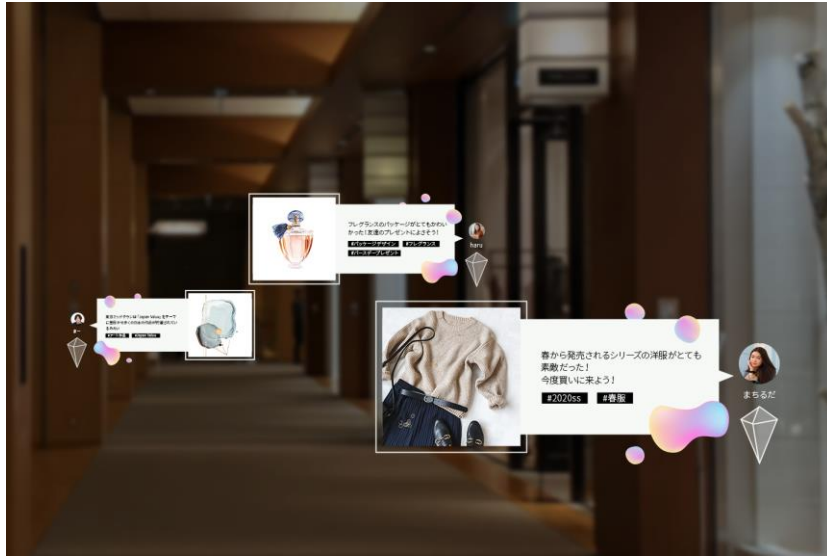 フレグランスのパッケージがとてもかわい
かった！友達のプレゼントによさそう！
#パッケージデザイン #フレグランス
#バースデープレゼント
haru
春から発売されるシリーズの洋服がとても
素敵だった！
今度買いに来よう！
#2020ss #春服
まちるだ